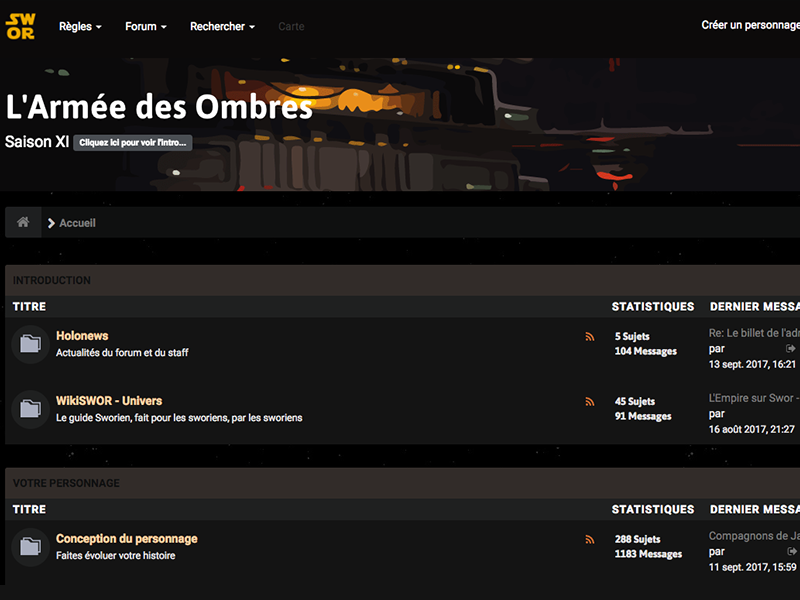 SW
OR
Règles
Forum
Rechercher
Carte
Créer un personnage
L'Armée des Ombres
Saison XI
Cliquez ici pour voir l'intro...
Accueil
INTRODUCTION
TITRE STATISTIQUES DERNIER MESSA
Holonews
Actualités du forum et du staff
5 Sujets
104 Messages
Re: Le billet de l'adr
par
13 sept. 2017, 16:21
WikiSWOR - Univers
Le guide Sworien, fait pour les sworiens, par les sworiens
45 Sujets
91 Messages
L'Empire sur Swor -
par
16 août 2017, 21:27
VOTRE PERSONNAGE
TITRE STATISTIQUES DERNIER MESSA
Conception du personnage
Faites évoluer votre histoire
288 Sujets
1183 Messages
Compagnons de Ja
par
11 sept. 2017, 15:59